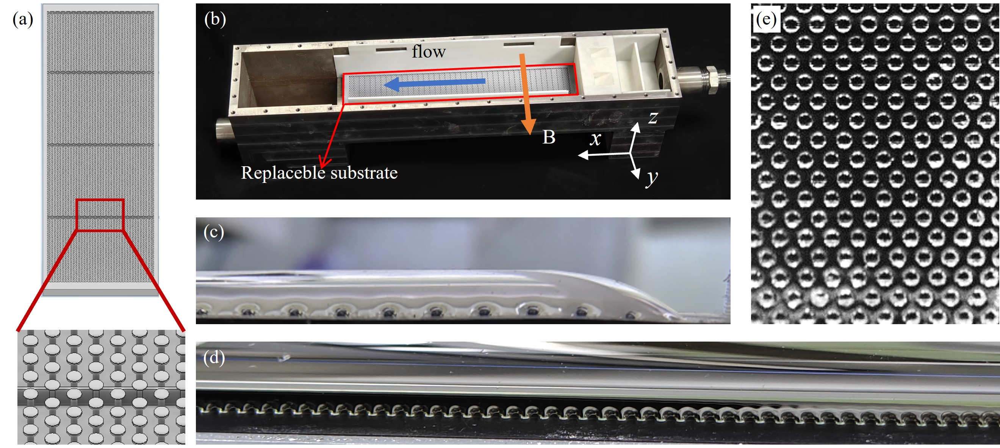 (a)
(b)
flow
B
z
x
y
Replaceble substrate
(c)
(d)
(e)